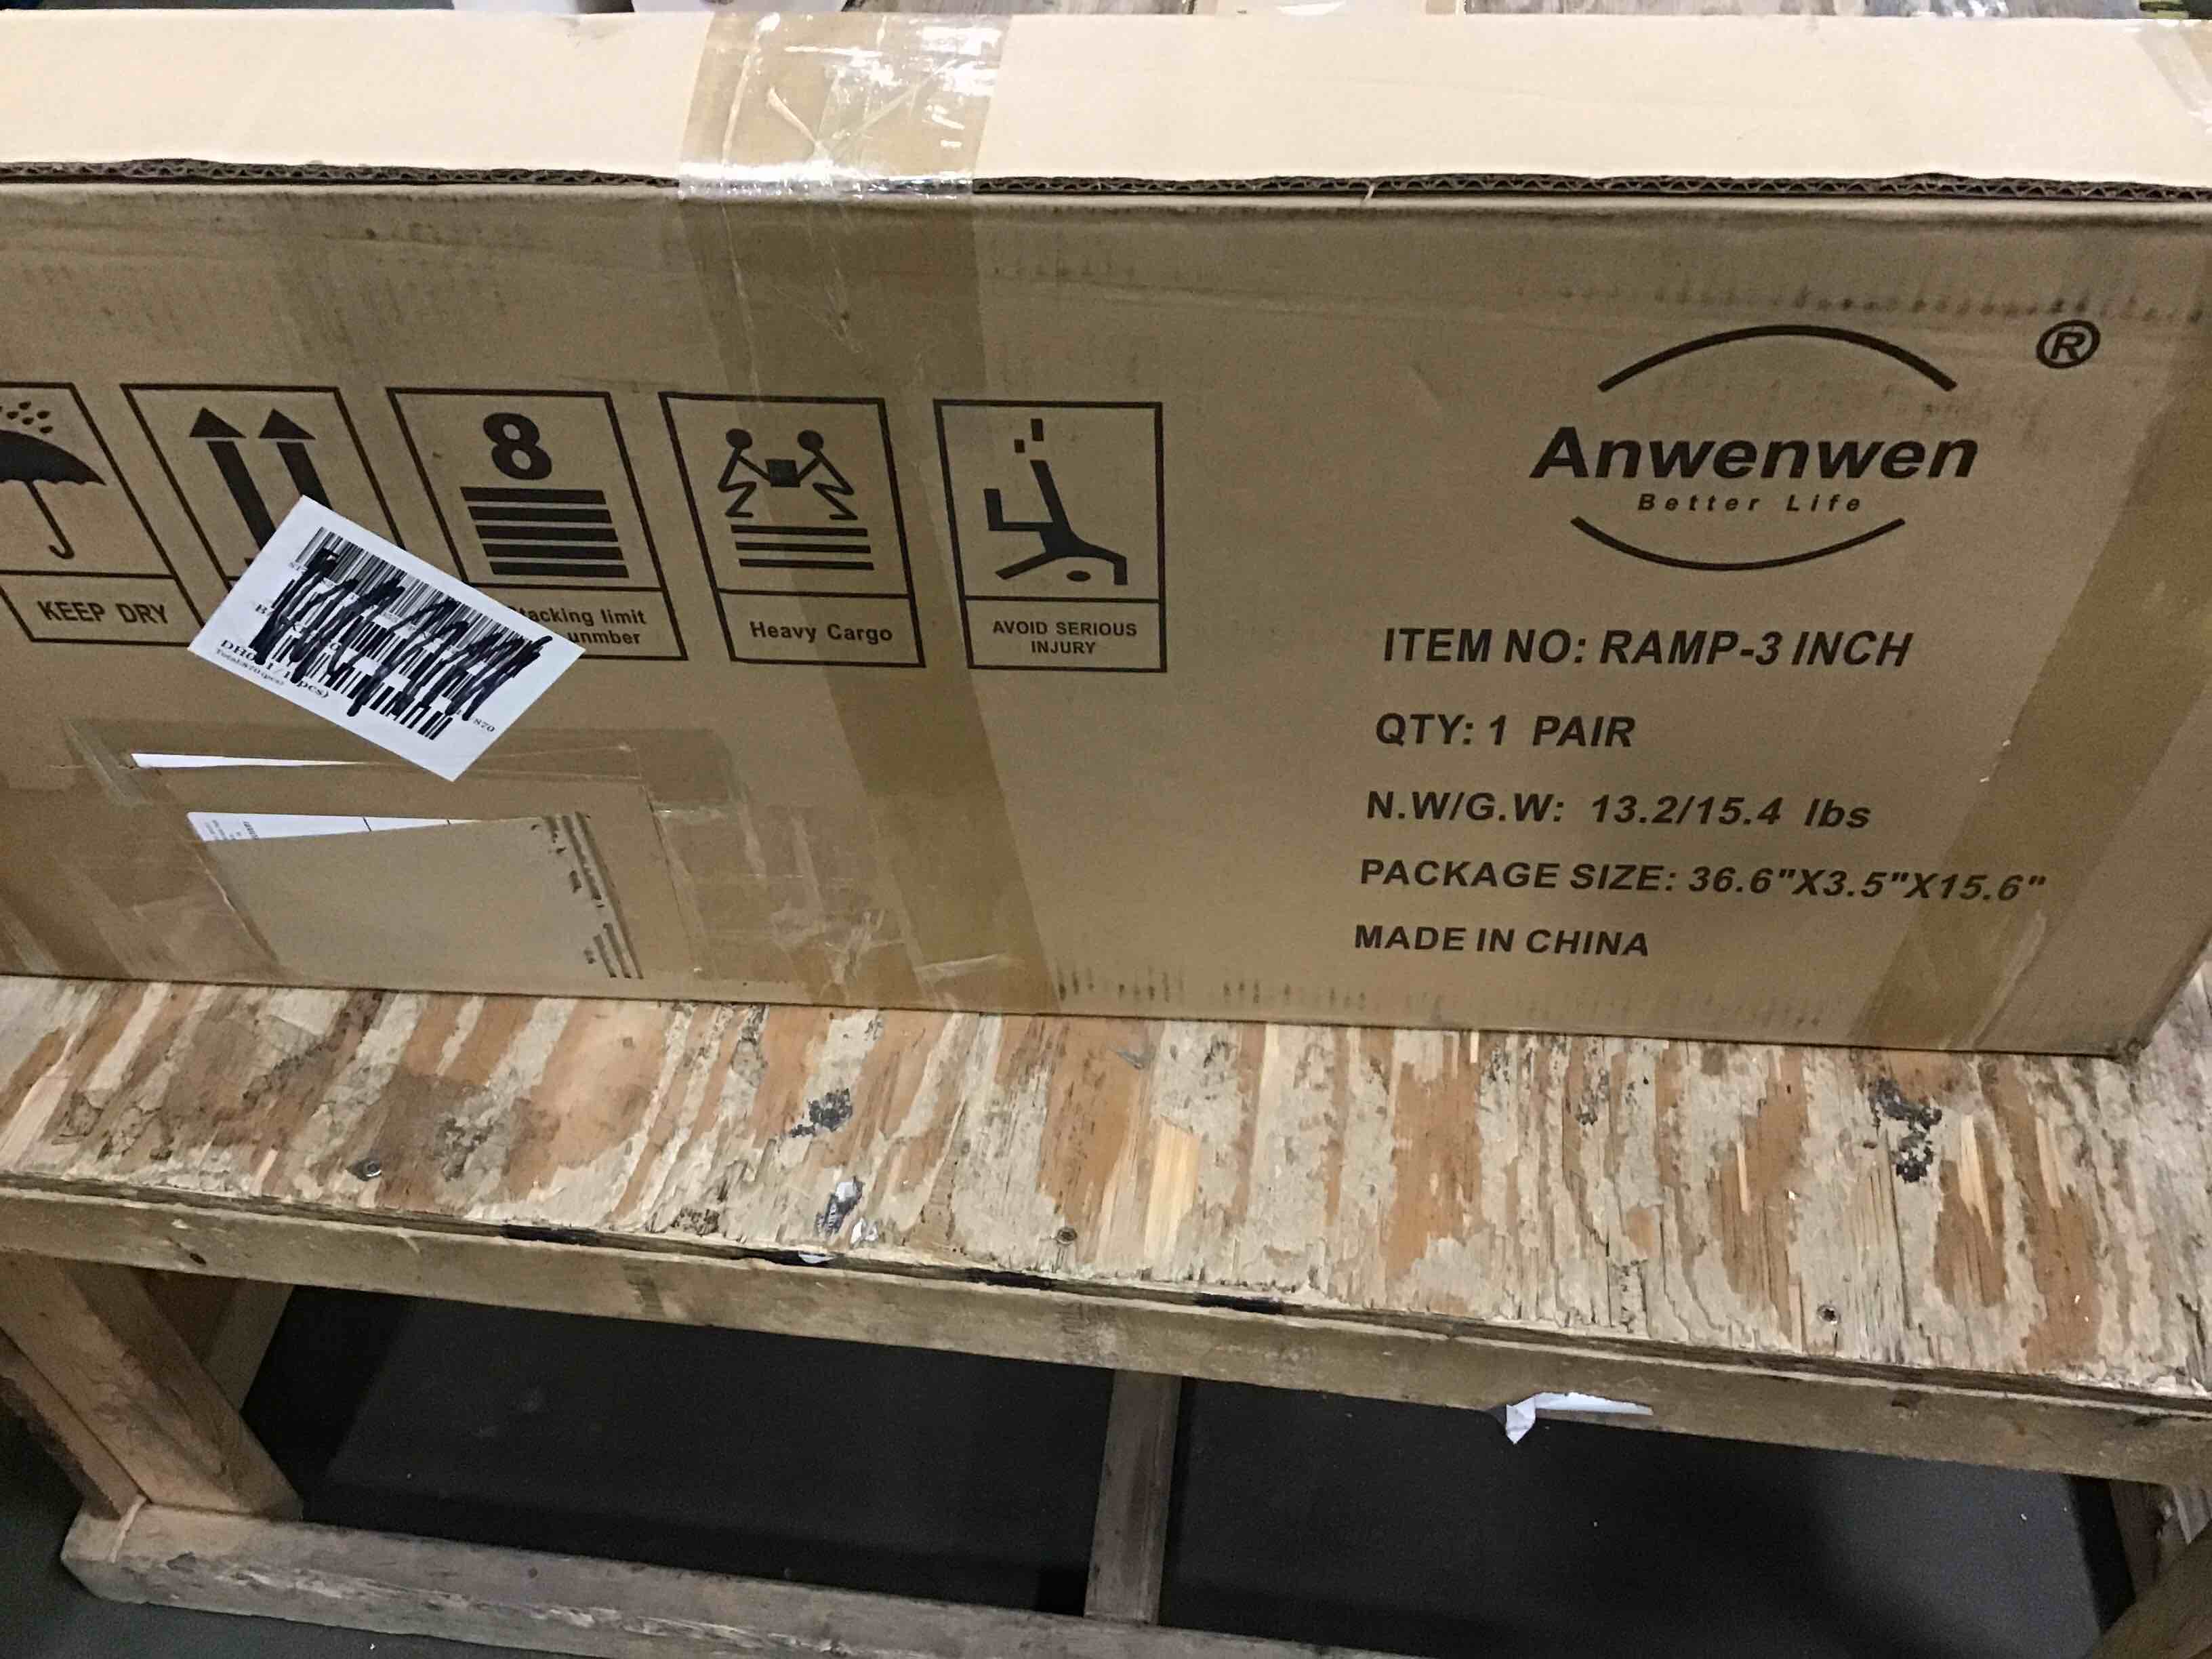 ®
Anwenwen
Better Life
8
KEEP DRY
tacking limit
unmber
Heavy Cargo
AVOID SERIOUS
INJURY
ITEM NO: RAMP-3 INCH
QTY: 1 PAIR
N.W/G.W: 13.2/15.4 lbs
PACKAGE SIZE: 36.6"X3.5"X15.6"
MADE IN CHINA